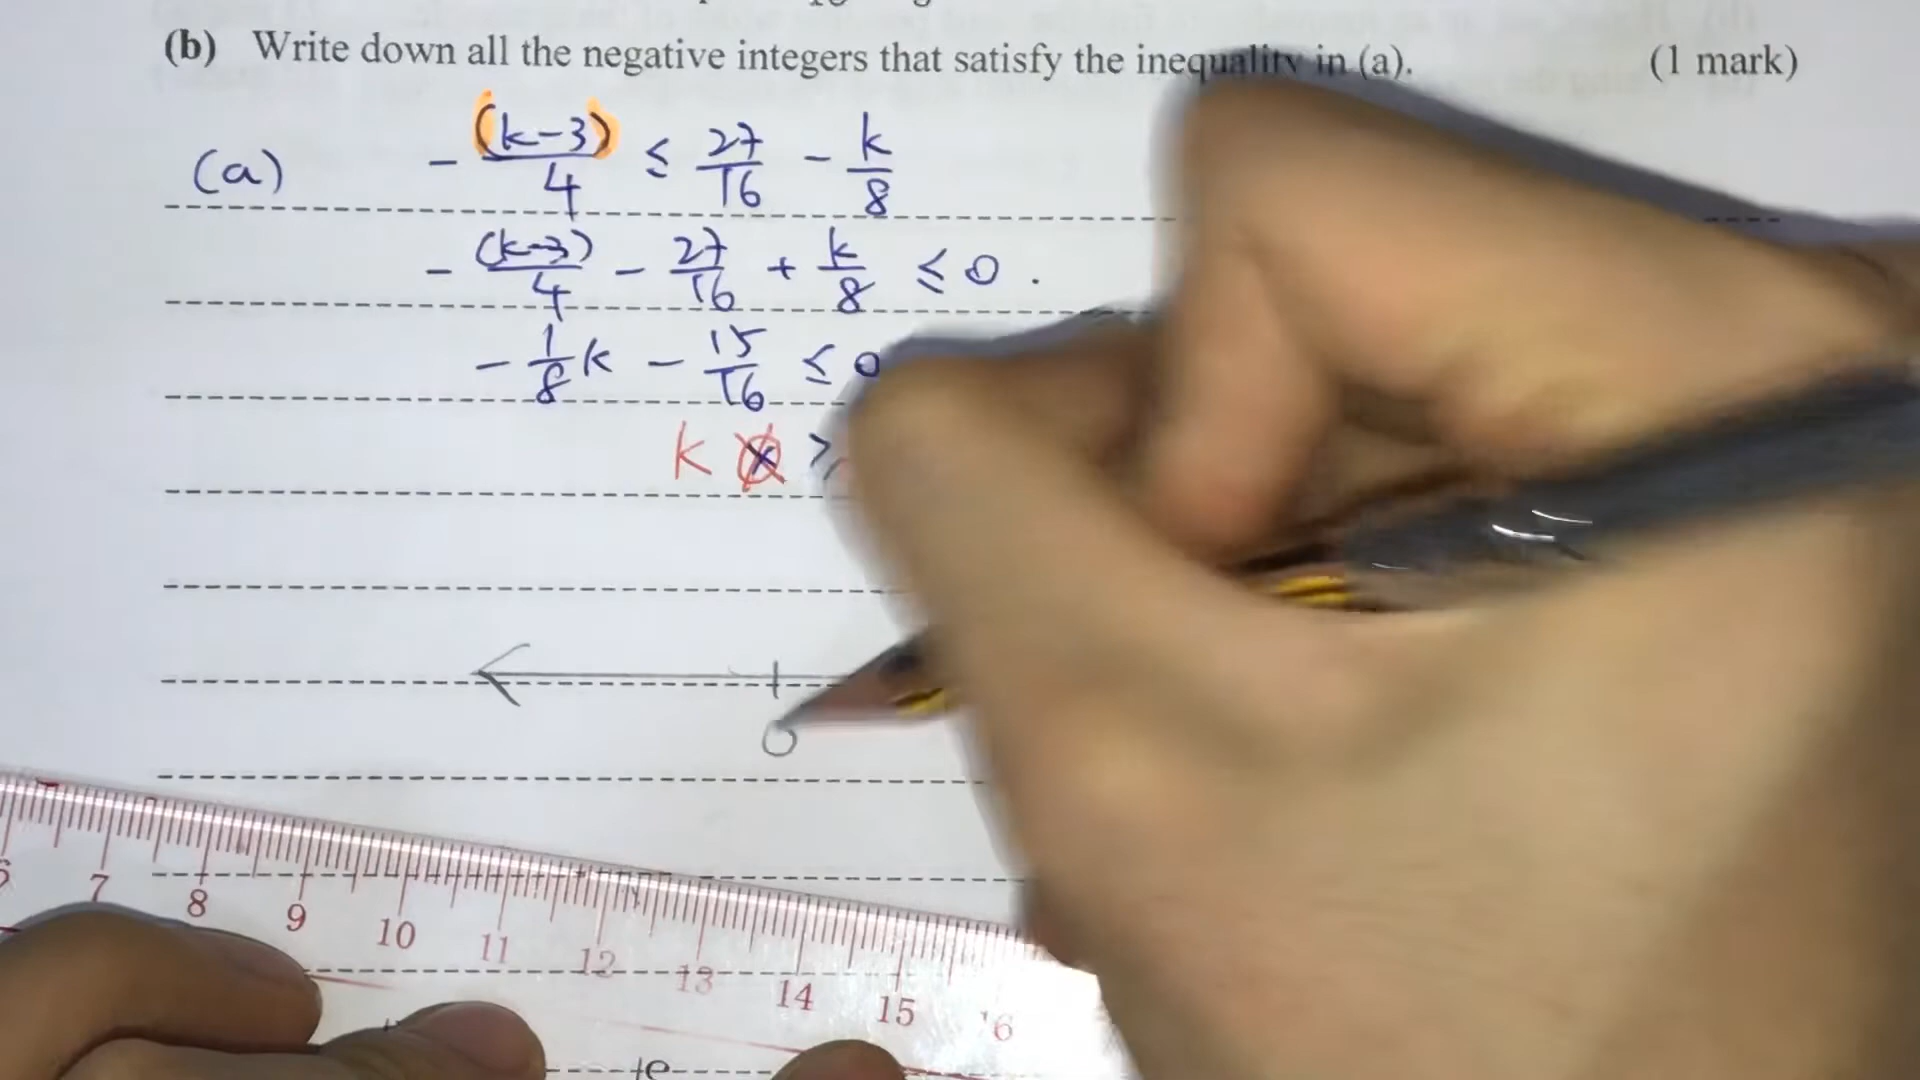 (b) Write down all the negative integers that satisfy the inequality in (a). (1 mark)
(a) - (k-3)/4 ≤ 27/16 - k/8
- (k-3)/4 - 27/16 + k/8 ≤ 0.
- 1/8 k - 15/16 ≤ 0
k ≥
0
7 8 9 10 11 12 13 14 15 16